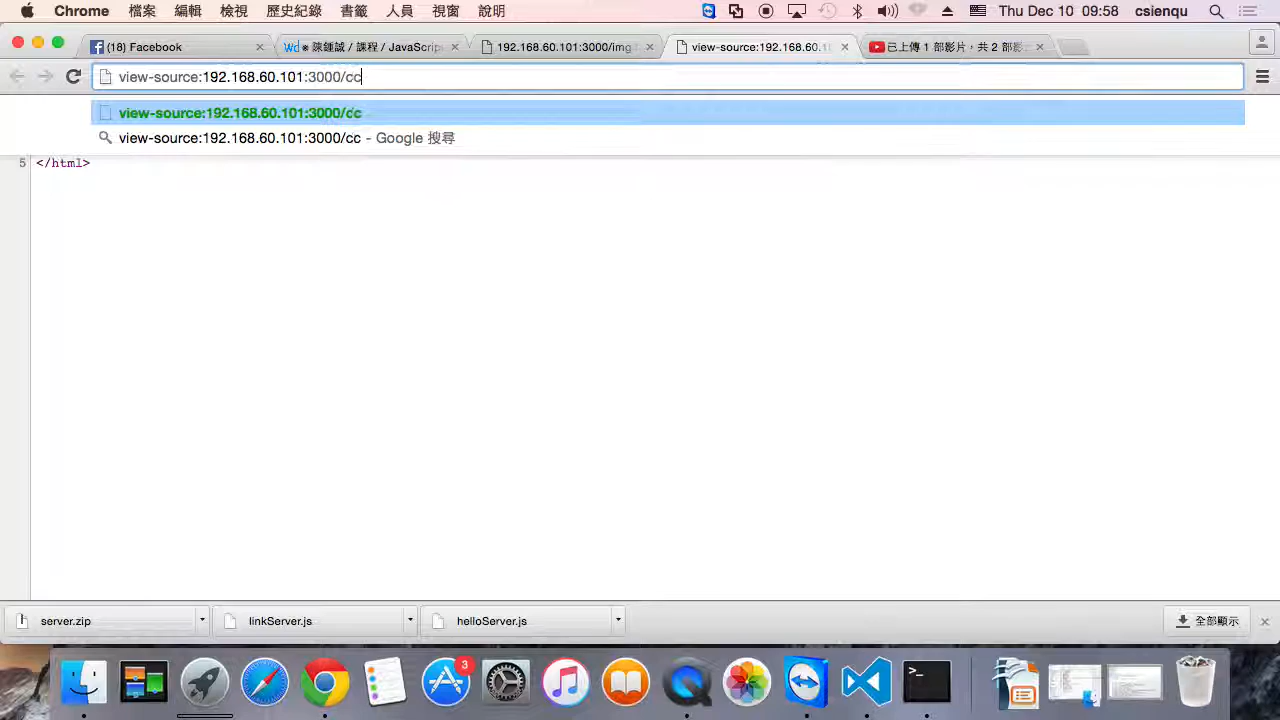 Chrome 檔案 編輯 檢視 歷史紀錄 書籤 人員 視窗 說明 Thu Dec 10 09:58 csienqu
(18) Facebook
陳鍾誠 / 課程 / JavaScrip
192.168.60.101:3000/img
view-source:192.168.60.1
已上傳 1 部影片，共 2 部影
view-source:192.168.60.101:3000/cc
view-source:192.168.60.101:3000/cc
view-source:192.168.60.101:3000/cc - Google 搜尋
5 </html>
server.zip
linkServer.js
helloServer.js
全部顯示
3